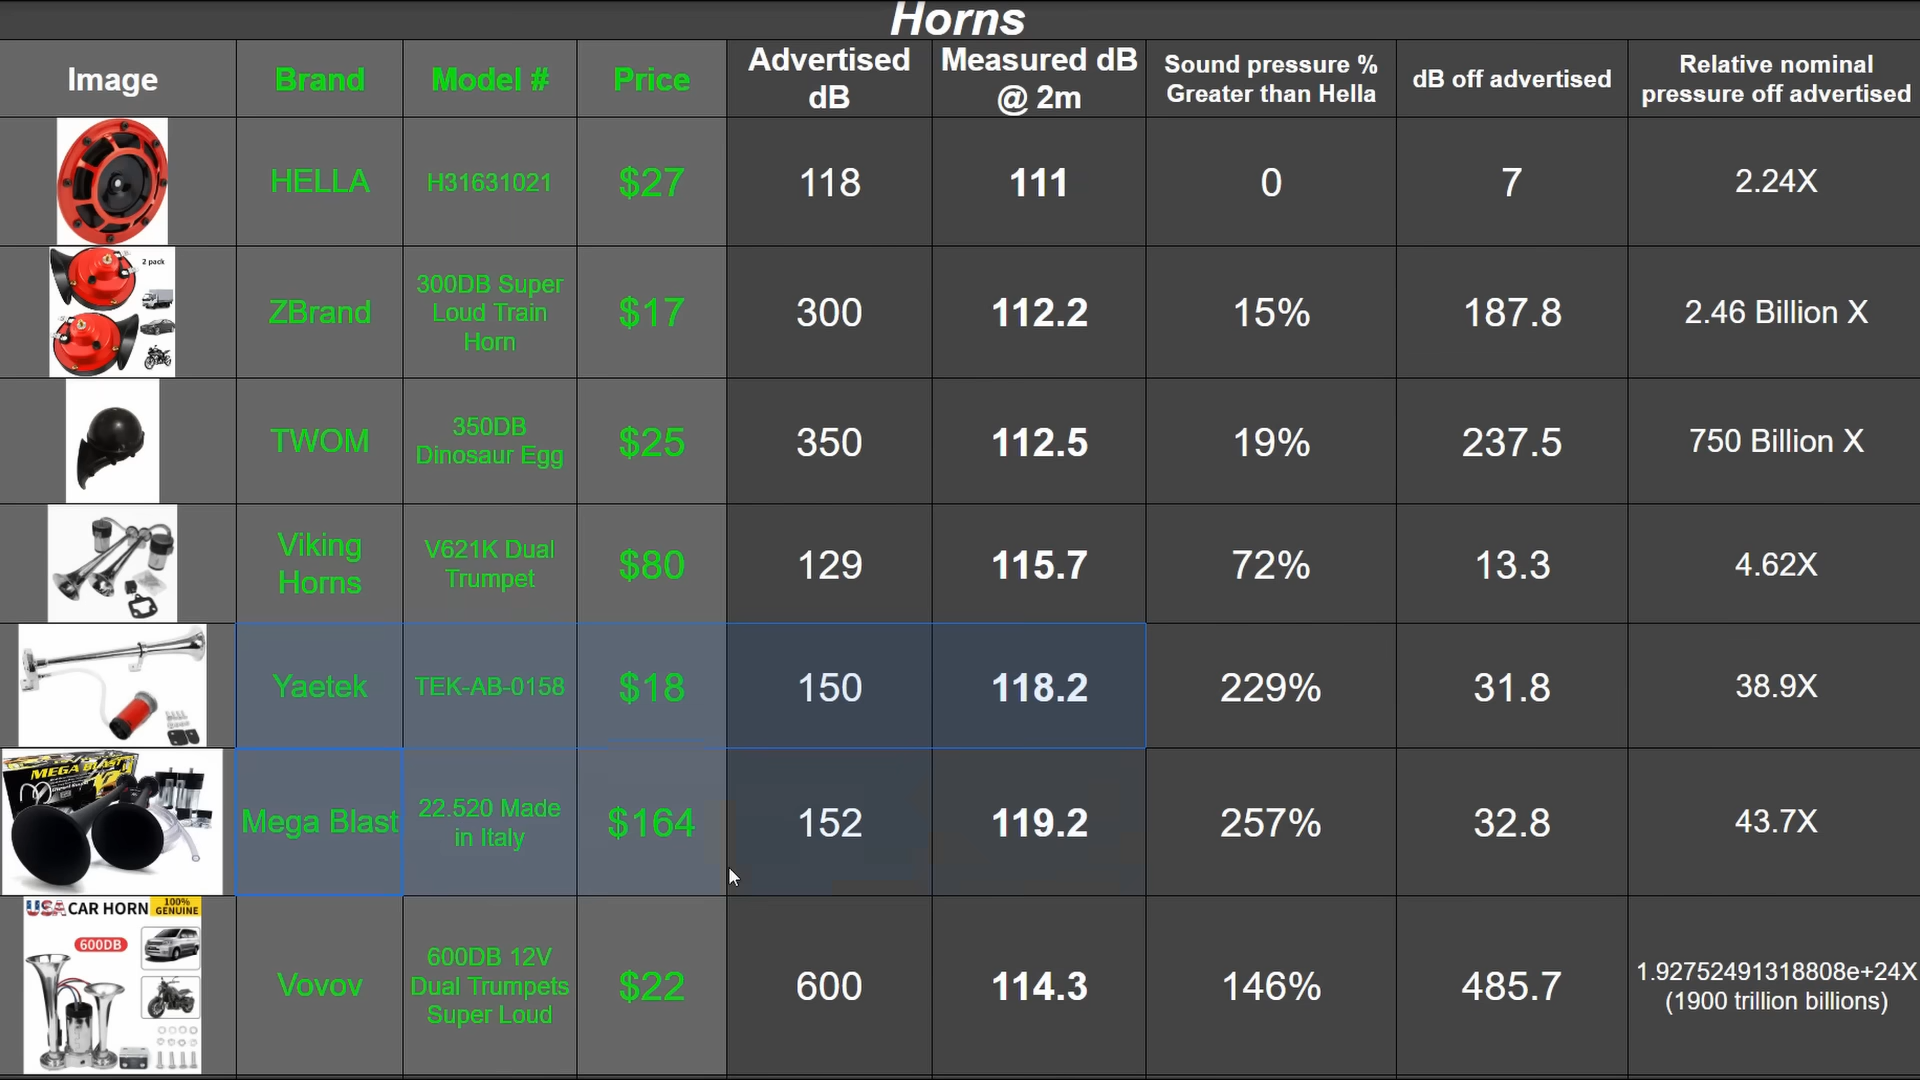 Horns
Image
Brand
Model #
Price
Advertised
dB
Measured dB
@ 2m
Sound pressure %
Greater than Hella
dB off advertised
Relative nominal
pressure off advertised
HELLA
H31631021
$27
118
111
0
7
2.24X
2 pack
ZBrand
300DB Super
Loud Train
Horn
$17
300
112.2
15%
187.8
2.46 Billion X
TWOM
350DB
Dinosaur Egg
$25
350
112.5
19%
237.5
750 Billion X
Viking
Horns
V621K Dual
Trumpet
$80
129
115.7
72%
13.3
4.62X
Yaetek
TEK-AB-0158
$18
150
118.2
229%
31.8
38.9X
MEGA BLAST
Mega Blast
22.520 Made
in Italy
$164
152
119.2
257%
32.8
43.7X
USA CAR HORN
100%
GENUINE
600DB
Vovov
600DB 12V
Dual Trumpets
Super Loud
$22
600
114.3
146%
485.7
1.92752491318808e+24X
(1900 trillion billions)